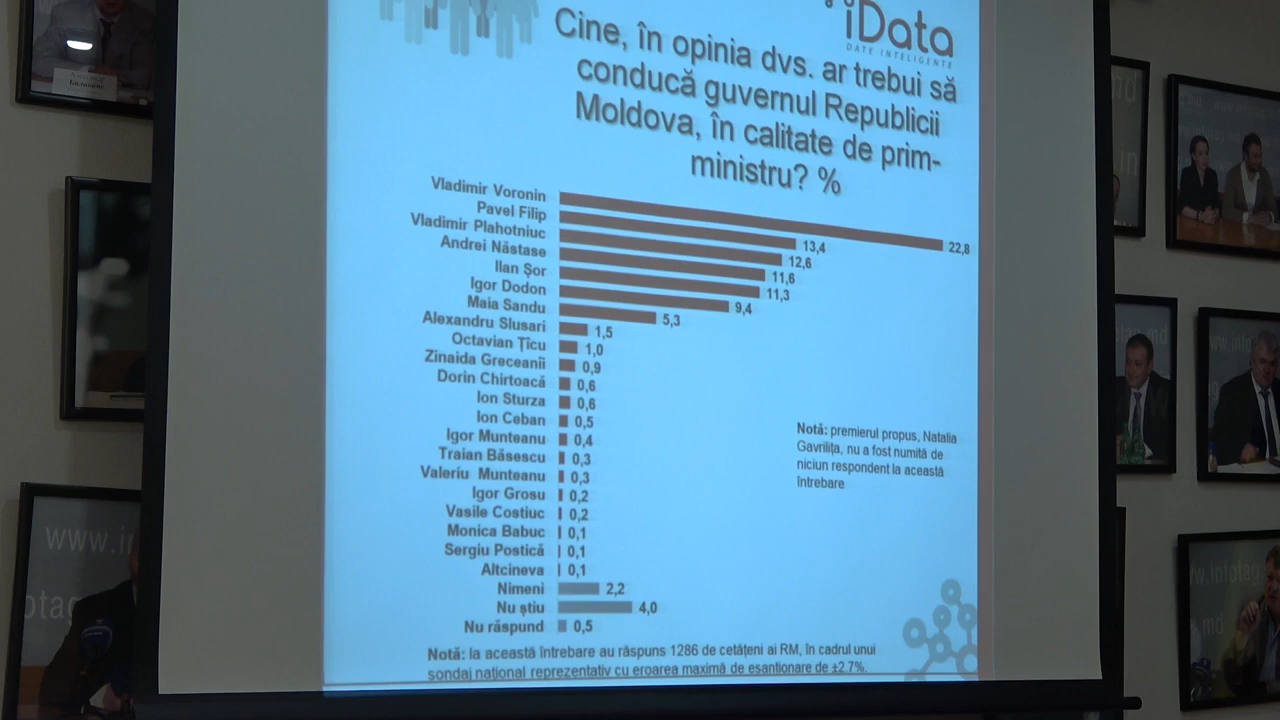 iData
DATE INTELIGENTE
Cine, în opinia dvs. ar trebui să
conducă guvernul Republicii
Moldova, în calitate de prim-
ministru? %
Vladimir Voronin 22,8
Pavel Filip 13,4
Vladimir Plahotniuc 12,6
Andrei Năstase 11,6
Ilan Șor 11,3
Igor Dodon 9,4
Maia Sandu 5,3
Alexandru Slusari 1,5
Octavian Țîcu 1,0
Zinaida Greceanîi 0,9
Dorin Chirtoacă 0,6
Ion Sturza 0,6
Ion Ceban 0,5
Igor Munteanu 0,4
Traian Băsescu 0,3
Valeriu Munteanu 0,3
Igor Grosu 0,2
Vasile Costiuc 0,2
Monica Babuc 0,1
Sergiu Postică 0,1
Altcineva 0,1
Nimeni 2,2
Nu știu 4,0
Nu răspund 0,5
Notă: premierul propus, Natalia
Gavrilița, nu a fost numită de
niciun respondent la această
întrebare
Notă: la această întrebare au răspuns 1286 de cetățeni ai RM, în cadrul unui
sondaj național reprezentativ cu eroarea maximă de eșantionare de ±2.7%.
www.in